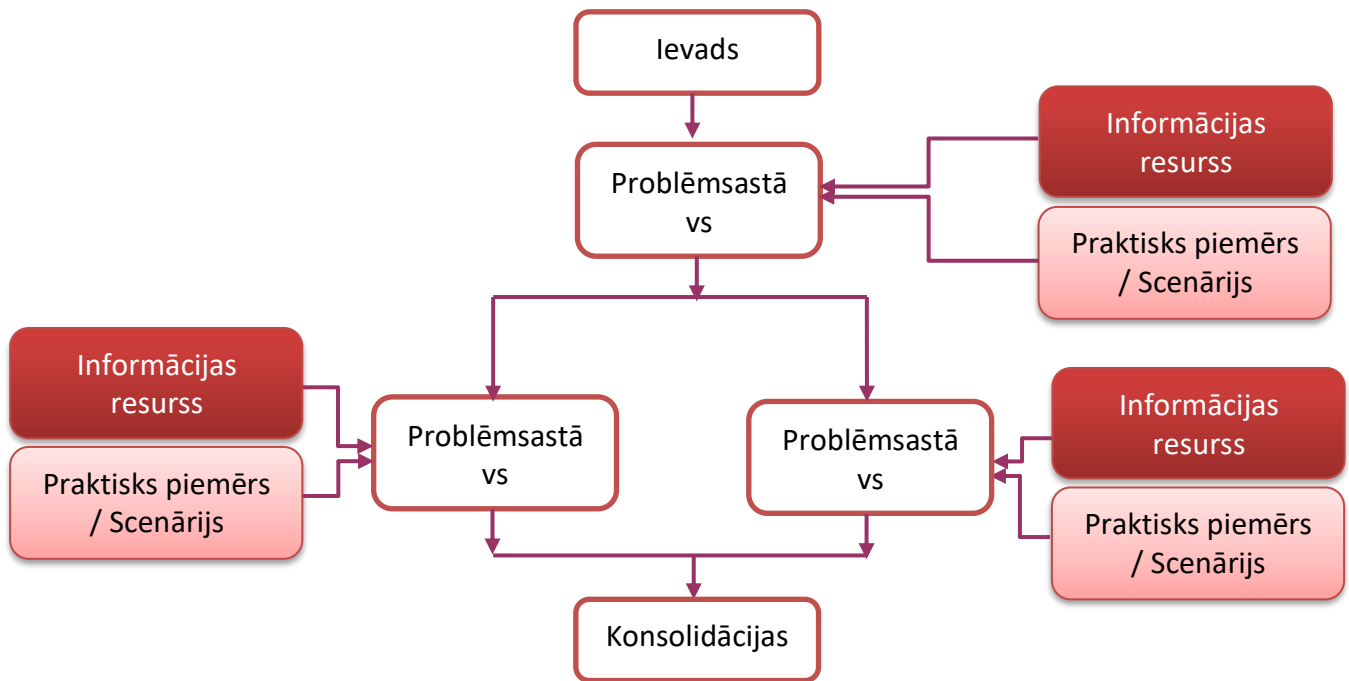 Ievads
Informācijas
resurss
Problēmsastā
vs
Praktisks piemērs
/ Scenārijs
Informācijas
resurss
Praktisks piemērs
/ Scenārijs
Problēmsastā
vs
Problēmsastā
vs
Informācijas
resurss
Praktisks piemērs
/ Scenārijs
Konsolidācijas